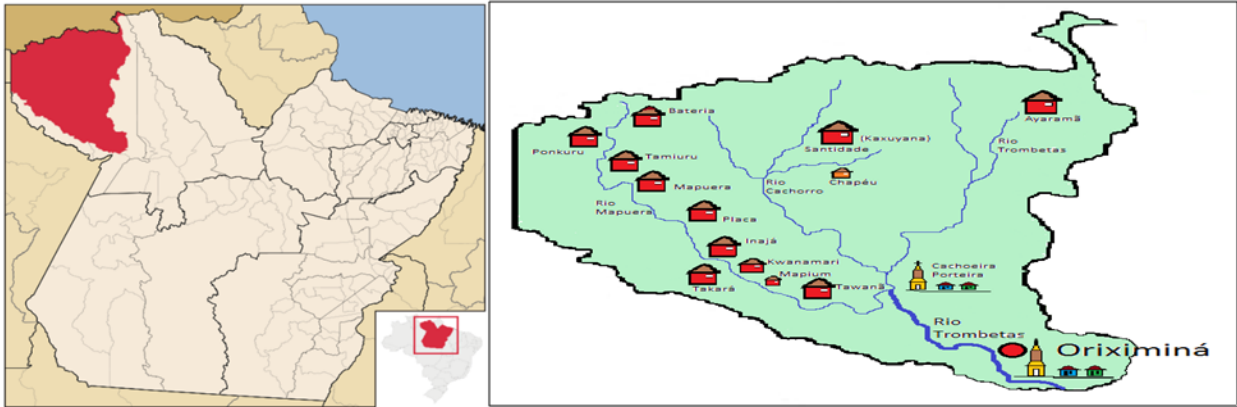 Bateria
Ponkuru
Tamiuru
Mapuera
Rio
Mapuera
Placa
Inajá
Kwanamari
Mapium
Takará
Tawanã
(Kaxuyana)
Santidade
Chapéu
Rio
Cachorro
Ayaramã
Rio
Trombetas
Cachoeira
Porteira
Rio
Trombetas
Oriximiná